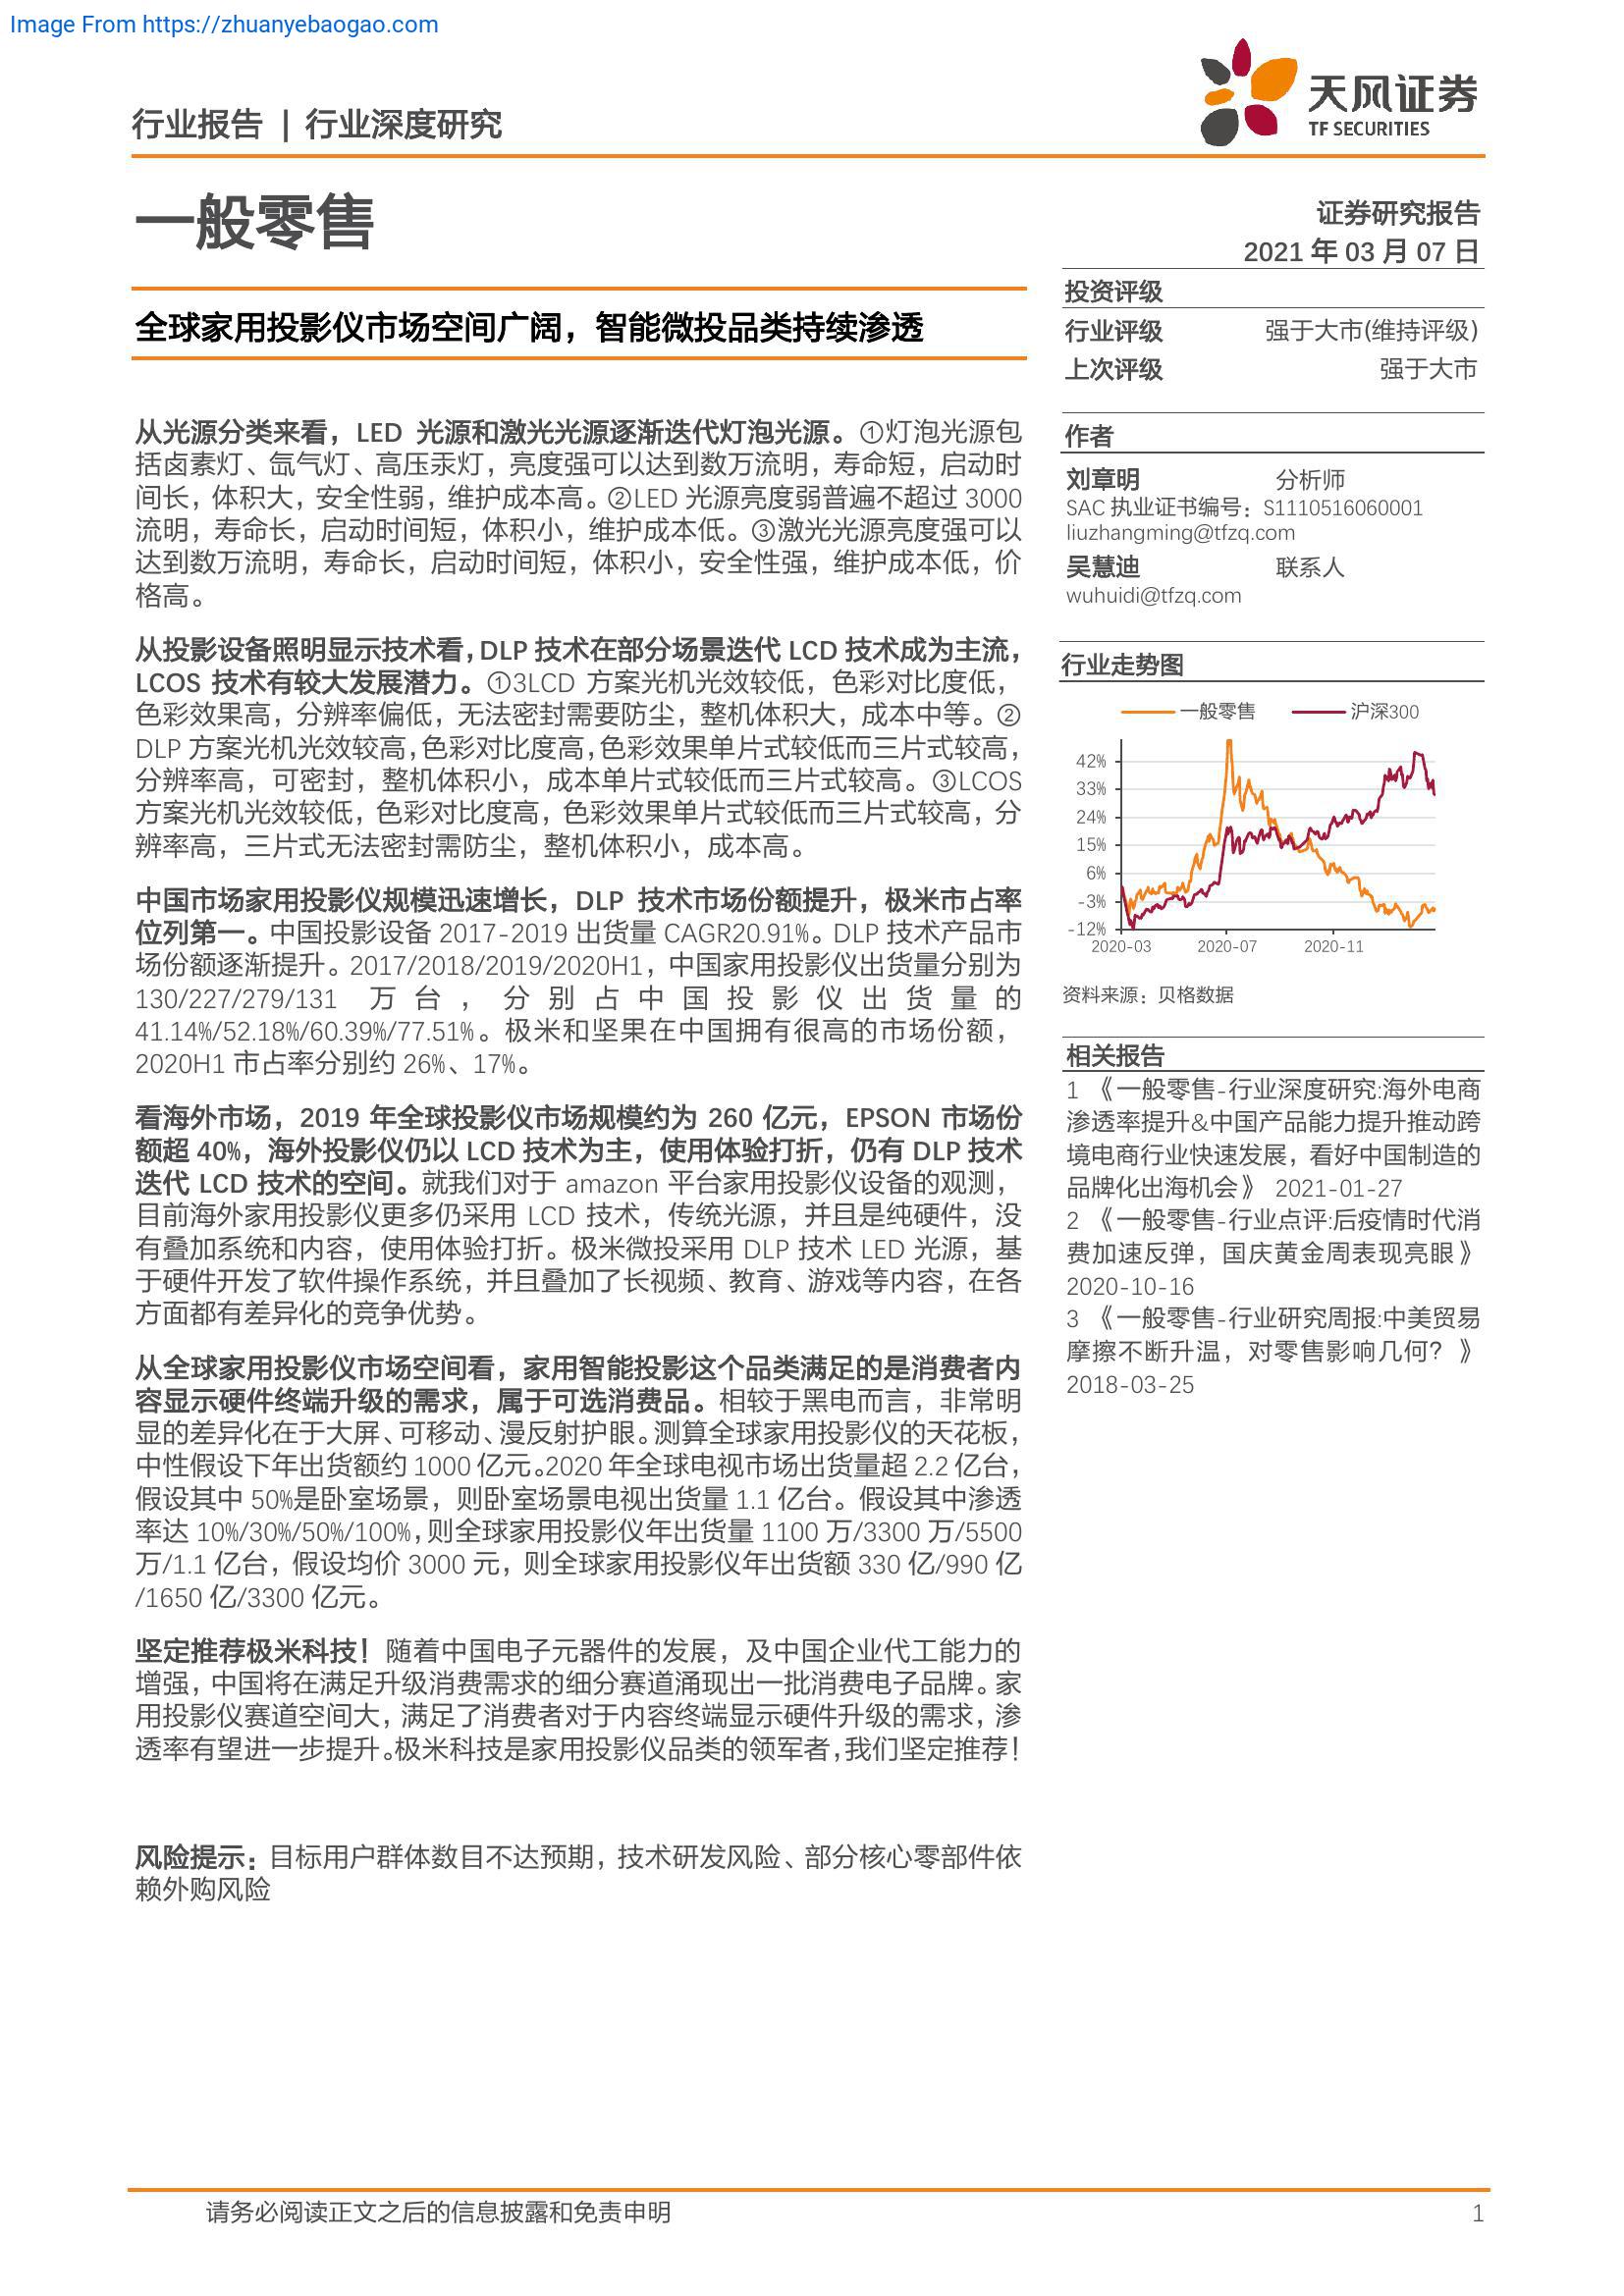 Image From https://zhuanyebaogao.com
行业报告 | 行业深度研究
天风证券
TF SECURITIES
一般零售
证券研究报告
2021 年 03 月 07 日
全球家用投影仪市场空间广阔，智能微投品类持续渗透
从光源分类来看，LED 光源和激光光源逐渐迭代灯泡光源。①灯泡光源包
括卤素灯、氙气灯、高压汞灯，亮度强可以达到数万流明，寿命短，启动时
间长，体积大，安全性弱，维护成本高。②LED 光源亮度弱普遍不超过 3000
流明，寿命长，启动时间短，体积小，维护成本低。③激光光源亮度强可以
达到数万流明，寿命长，启动时间短，体积小，安全性强，维护成本低，价
格高。
从投影设备照明显示技术看，DLP 技术在部分场景迭代 LCD 技术成为主流，
LCOS 技术有较大发展潜力。①3LCD 方案光机光效较低，色彩对比度低，
色彩效果高，分辨率偏低，无法密封需要防尘，整机体积大，成本中等。②
DLP 方案光机光效较高，色彩对比度高，色彩效果单片式较低而三片式较高，
分辨率高，可密封，整机体积小，成本单片式较低而三片式较高。③LCOS
方案光机光效较低，色彩对比度高，色彩效果单片式较低而三片式较高，分
辨率高，三片式无法密封需防尘，整机体积小，成本高。
中国市场家用投影仪规模迅速增长，DLP 技术市场份额提升，极米市占率
位列第一。中国投影设备 2017-2019 出货量 CAGR20.91%。DLP 技术产品市
场份额逐渐提升。2017/2018/2019/2020H1，中国家用投影仪出货量分别为
130/227/279/131 万台，分别占中国投影仪出货量的
41.14%/52.18%/60.39%/77.51%。极米和坚果在中国拥有很高的市场份额，
2020H1 市占率分别约 26%、17%。
看海外市场，2019 年全球投影仪市场规模约为 260 亿元，EPSON 市场份
额超 40%，海外投影仪仍以 LCD 技术为主，使用体验打折，仍有 DLP 技术
迭代 LCD 技术的空间。就我们对于 amazon 平台家用投影仪设备的观测，
目前海外家用投影仪更多仍采用 LCD 技术，传统光源，并且是纯硬件，没
有叠加系统和内容，使用体验打折。极米微投采用 DLP 技术 LED 光源，基
于硬件开发了软件操作系统，并且叠加了长视频、教育、游戏等内容，在各
方面都有差异化的竞争优势。
从全球家用投影仪市场空间看，家用智能投影这个品类满足的是消费者内
容显示硬件终端升级的需求，属于可选消费品。相较于黑电而言，非常明
显的差异化在于大屏、可移动、漫反射护眼。测算全球家用投影仪的天花板，
中性假设下年出货额约 1000 亿元。2020 年全球电视市场出货量超 2.2 亿台，
假设其中 50%是卧室场景，则卧室场景电视出货量 1.1 亿台。假设其中渗透
率达 10%/30%/50%/100%，则全球家用投影仪年出货量 1100 万/3300 万/5500
万/1.1 亿台，假设均价 3000 元，则全球家用投影仪年出货额 330 亿/990 亿
/1650 亿/3300 亿元。
坚定推荐极米科技！随着中国电子元器件的发展，及中国企业代工能力的
增强，中国将在满足升级消费需求的细分赛道涌现出一批消费电子品牌。家
用投影仪赛道空间大，满足了消费者对于内容终端显示硬件升级的需求，渗
透率有望进一步提升。极米科技是家用投影仪品类的领军者，我们坚定推荐！
风险提示：目标用户群体数目不达预期，技术研发风险、部分核心零部件依
赖外购风险
投资评级
行业评级 强于大市(维持评级)
上次评级 强于大市
作者
刘章明 分析师
SAC 执业证书编号：S1110516060001
liuzhangming@tfzq.com
吴慧迪 联系人
wuhuidi@tfzq.com
行业走势图
一般零售 沪深300
42%
33%
24%
15%
6%
-3%
-12%
2020-03 2020-07 2020-11
资料来源：贝格数据
相关报告
1 《一般零售-行业深度研究:海外电商
渗透率提升&中国产品能力提升推动跨
境电商行业快速发展，看好中国制造的
品牌化出海机会》 2021-01-27
2 《一般零售-行业点评:后疫情时代消
费加速反弹，国庆黄金周表现亮眼》
2020-10-16
3 《一般零售-行业研究周报:中美贸易
摩擦不断升温，对零售影响几何？》
2018-03-25
请务必阅读正文之后的信息披露和免责申明 1